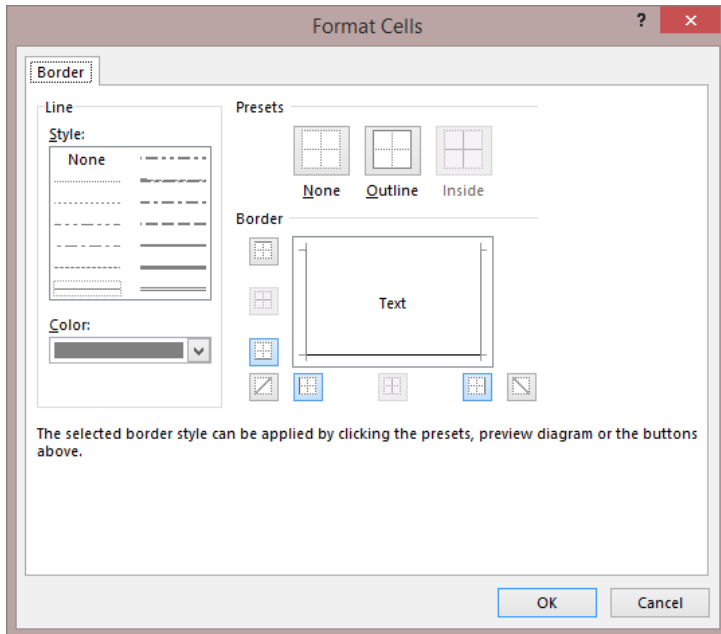 Format Cells
?
Border
Line
Style:
None
Presets
None Outline Inside
Border
Text
Color:
The selected border style can be applied by clicking the presets, preview diagram or the buttons
above.
OK Cancel